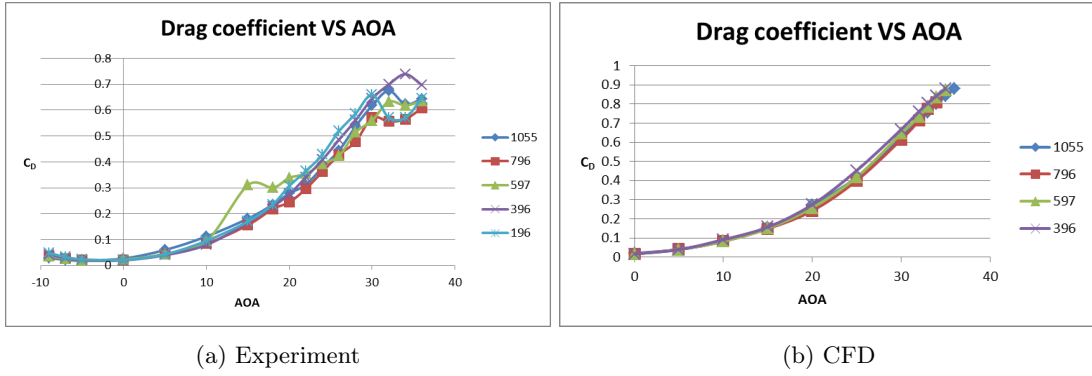 Drag coefficient VS AOA
0.8
0.7
0.6
0.5
0.4
0.3
0.2
0.1
0
C_D
-10 0 10 20 30 40
AOA
1055
796
597
396
196
(a) Experiment
Drag coefficient VS AOA
1
0.9
0.8
0.7
0.6
0.5
0.4
0.3
0.2
0.1
0
C_D
0 10 20 30 40
AOA
1055
796
597
396
(b) CFD